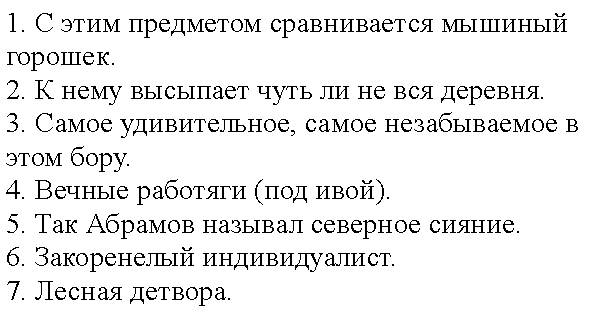 1. С этим предметом сравнивается мышиный
горошек.
2. К нему высыпает чуть ли не вся деревня.
3. Самое удивительное, самое незабываемое в
этом бору.
4. Вечные работяги (под ивой).
5. Так Абрамов называл северное сияние.
6. Закоренелый индивидуалист.
7. Лесная детвора.